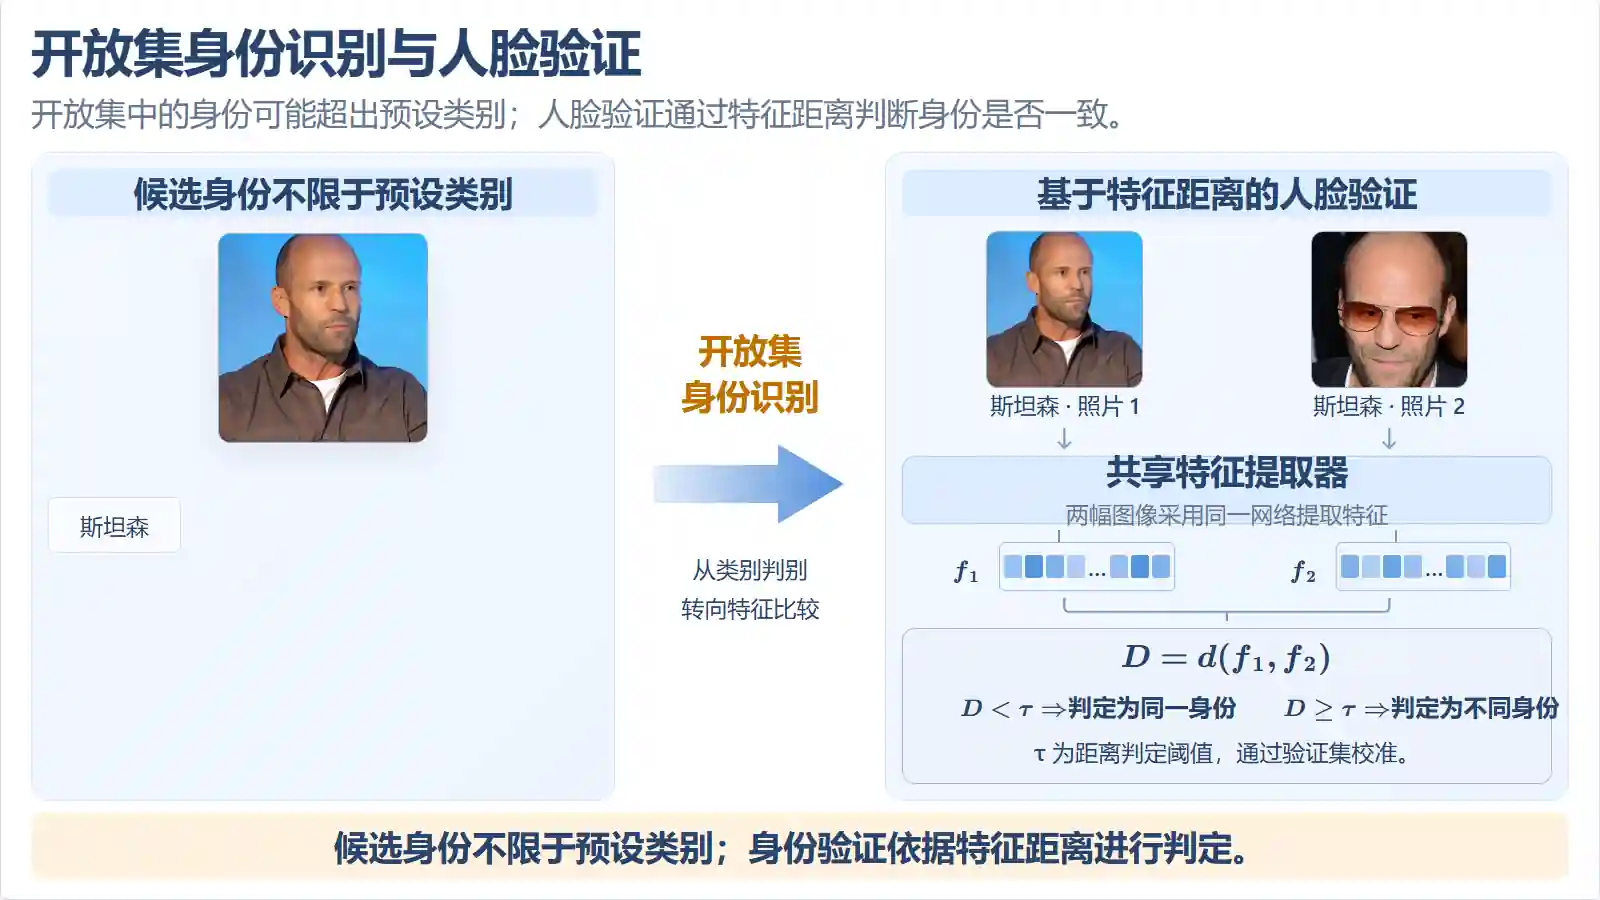 开放集身份识别与人脸验证
开放集中的身份可能超出预设类别；人脸验证通过特征距离判断身份是否一致。
候选身份不限于预设类别
斯坦森
开放集
身份识别
从类别判别
转向特征比较
基于特征距离的人脸验证
斯坦森 · 照片 1
斯坦森 · 照片 2
共享特征提取器
两幅图像采用同一网络提取特征
f₁ ...
f₂ ...
D = d(f₁, f₂)
D < τ ⇒判定为同一身份
D ≥ τ ⇒判定为不同身份
τ 为距离判定阈值，通过验证集校准。
候选身份不限于预设类别；身份验证依据特征距离进行判定。